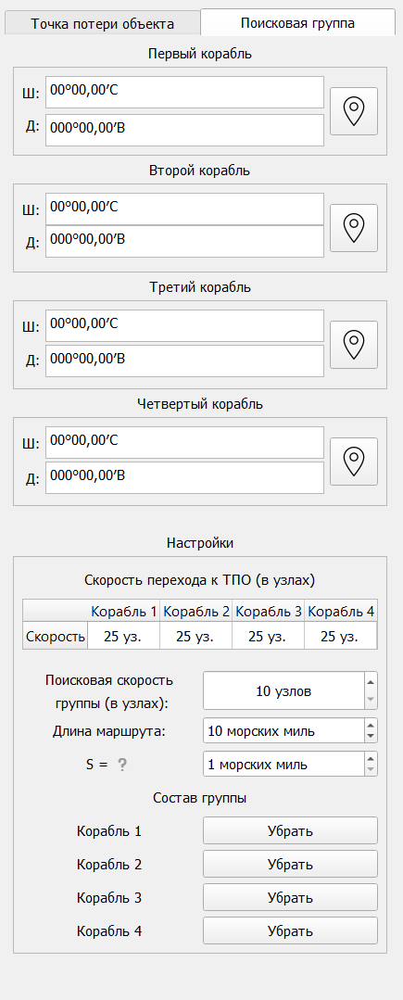 Точка потери объекта
Поисковая группа
Первый корабль
Ш: 00°00,00′С
Д: 000°00,00′В
Второй корабль
Ш: 00°00,00′С
Д: 000°00,00′В
Третий корабль
Ш: 00°00,00′С
Д: 000°00,00′В
Четвертый корабль
Ш: 00°00,00′С
Д: 000°00,00′В
Настройки
Скорость перехода к ТПО (в узлах)
Корабль 1 Корабль 2 Корабль 3 Корабль 4
Скорость 25 уз. 25 уз. 25 уз. 25 уз.
Поисковая скорость
группы (в узлах):
10 узлов
Длина маршрута: 10 морских миль
S = ? 1 морских миль
Состав группы
Корабль 1 Убрать
Корабль 2 Убрать
Корабль 3 Убрать
Корабль 4 Убрать